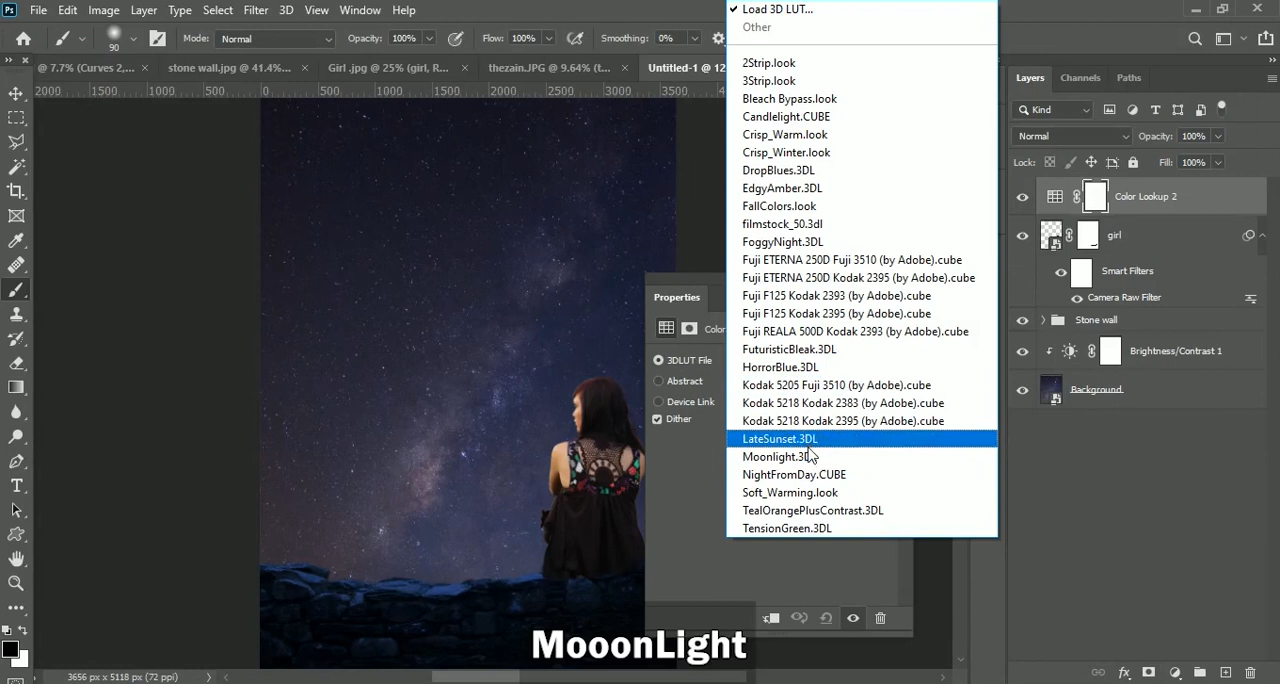 Ps File Edit Image Layer Type Select Filter 3D View Window Help
90 Mode: Normal Opacity: 100% Flow: 100% Smoothing: 0%
@ 7.7% (Curves 2,... × stone wall.jpg @ 41.4%... × Girl .jpg @ 25% (girl, R... × thezain.JPG @ 9.64% (t... × Untitled-1 @ 12
2000 1500 1000 500 0 500 1000 1500 2000 2500 3000 3500
Load 3D LUT...
Other
2Strip.look
3Strip.look
Bleach Bypass.look
Candlelight.CUBE
Crisp_Warm.look
Crisp_Winter.look
DropBlues.3DL
EdgyAmber.3DL
FallColors.look
filmstock_50.3dl
FoggyNight.3DL
Fuji ETERNA 250D Fuji 3510 (by Adobe).cube
Fuji ETERNA 250D Kodak 2395 (by Adobe).cube
Fuji F125 Kodak 2393 (by Adobe).cube
Fuji F125 Kodak 2395 (by Adobe).cube
Fuji REALA 500D Kodak 2393 (by Adobe).cube
FuturisticBleak.3DL
HorrorBlue.3DL
Kodak 5205 Fuji 3510 (by Adobe).cube
Kodak 5218 Kodak 2383 (by Adobe).cube
Kodak 5218 Kodak 2395 (by Adobe).cube
LateSunset.3DL
Moonlight.3DL
NightFromDay.CUBE
Soft_Warming.look
TealOrangePlusContrast.3DL
TensionGreen.3DL
Properties
Color
3DLUT File
Abstract
Device Link
Dither
Layers Channels Paths
Kind
Normal Opacity: 100%
Lock: Fill: 100%
Color Lookup 2
girl
Smart Filters
Camera Raw Filter
Stone wall
Brightness/Contrast 1
Background
MooonLight
3656 px x 5118 px (72 ppi)